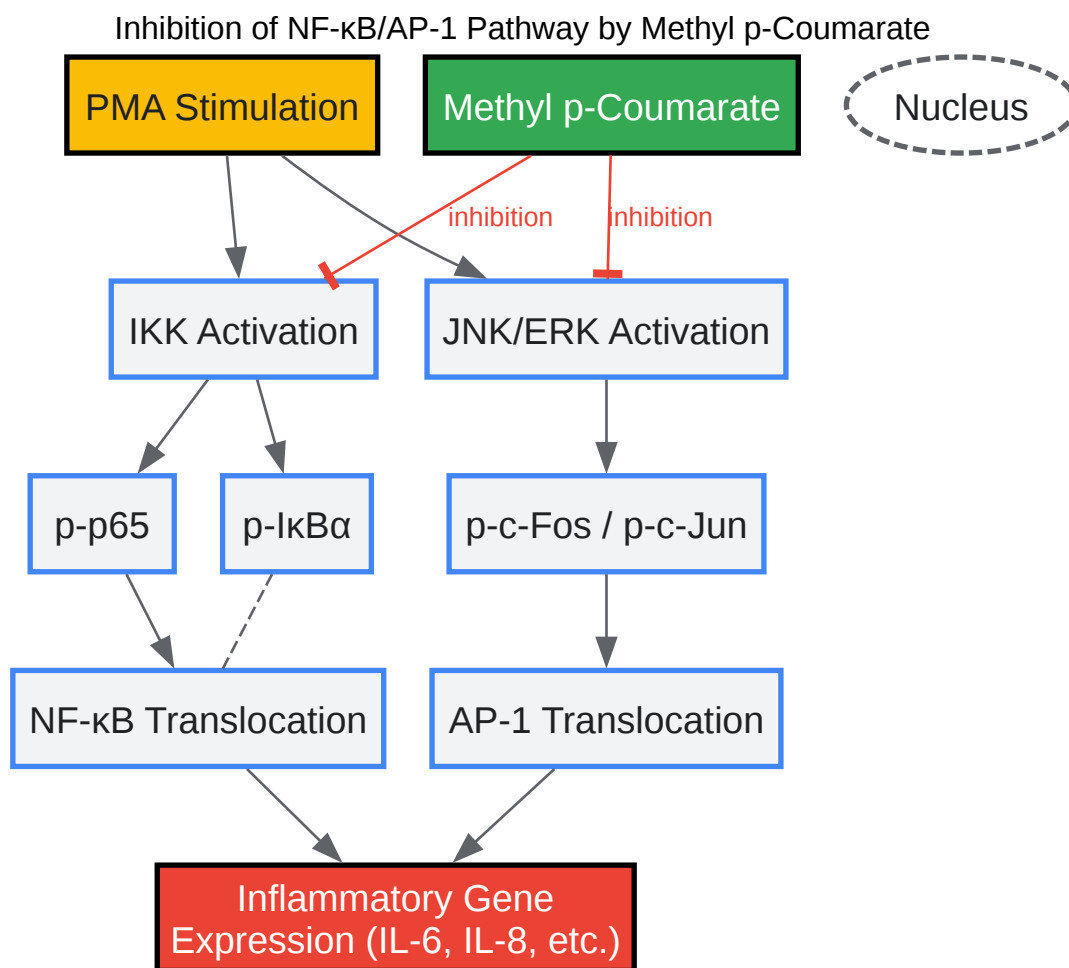 Inhibition of NF-κB/AP-1 Pathway by Methyl p-Coumarate
PMA Stimulation
Methyl p-Coumarate
Nucleus
inhibition
inhibition
IKK Activation
JNK/ERK Activation
p-p65
p-IκBα
p-c-Fos / p-c-Jun
NF-κB Translocation
AP-1 Translocation
Inflammatory Gene
Expression (IL-6, IL-8, etc.)